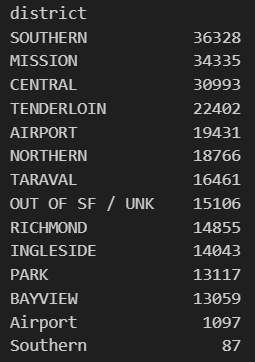 district
SOUTHERN 36328
MISSION 34335
CENTRAL 30993
TENDERLOIN 22402
AIRPORT 19431
NORTHERN 18766
TARAVAL 16461
OUT OF SF / UNK 15106
RICHMOND 14855
INGLESIDE 14043
PARK 13117
BAYVIEW 13059
Airport 1097
Southern 87